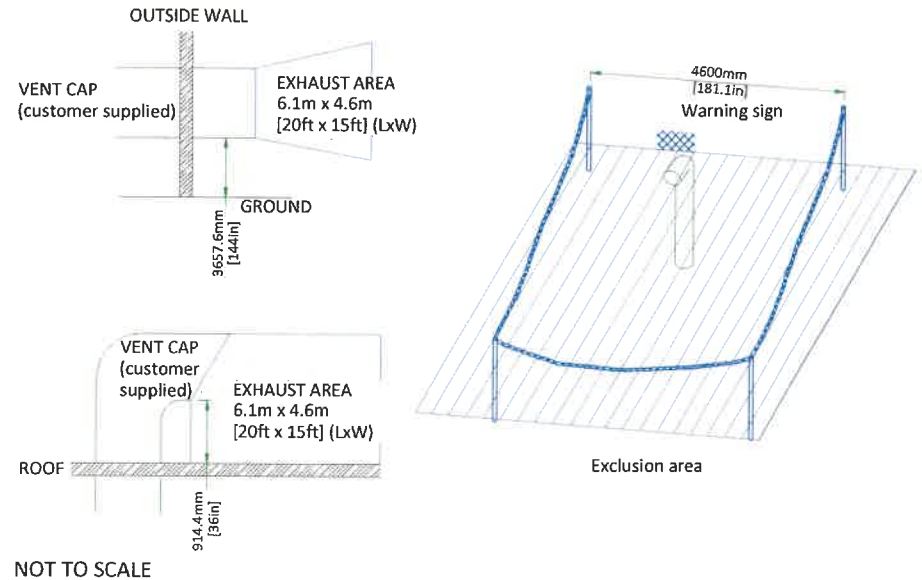 OUTSIDE WALL
VENT CAP
(customer supplied)
EXHAUST AREA
6.1m x 4.6m
[20ft x 15ft] (LxW)
GROUND
3657.6mm
[144in]
4600mm
[181.1in]
Warning sign
Exclusion area
VENT CAP
(customer
supplied)
EXHAUST AREA
6.1m x 4.6m
[20ft x 15ft] (LxW)
ROOF
914.4mm
[36in]
NOT TO SCALE